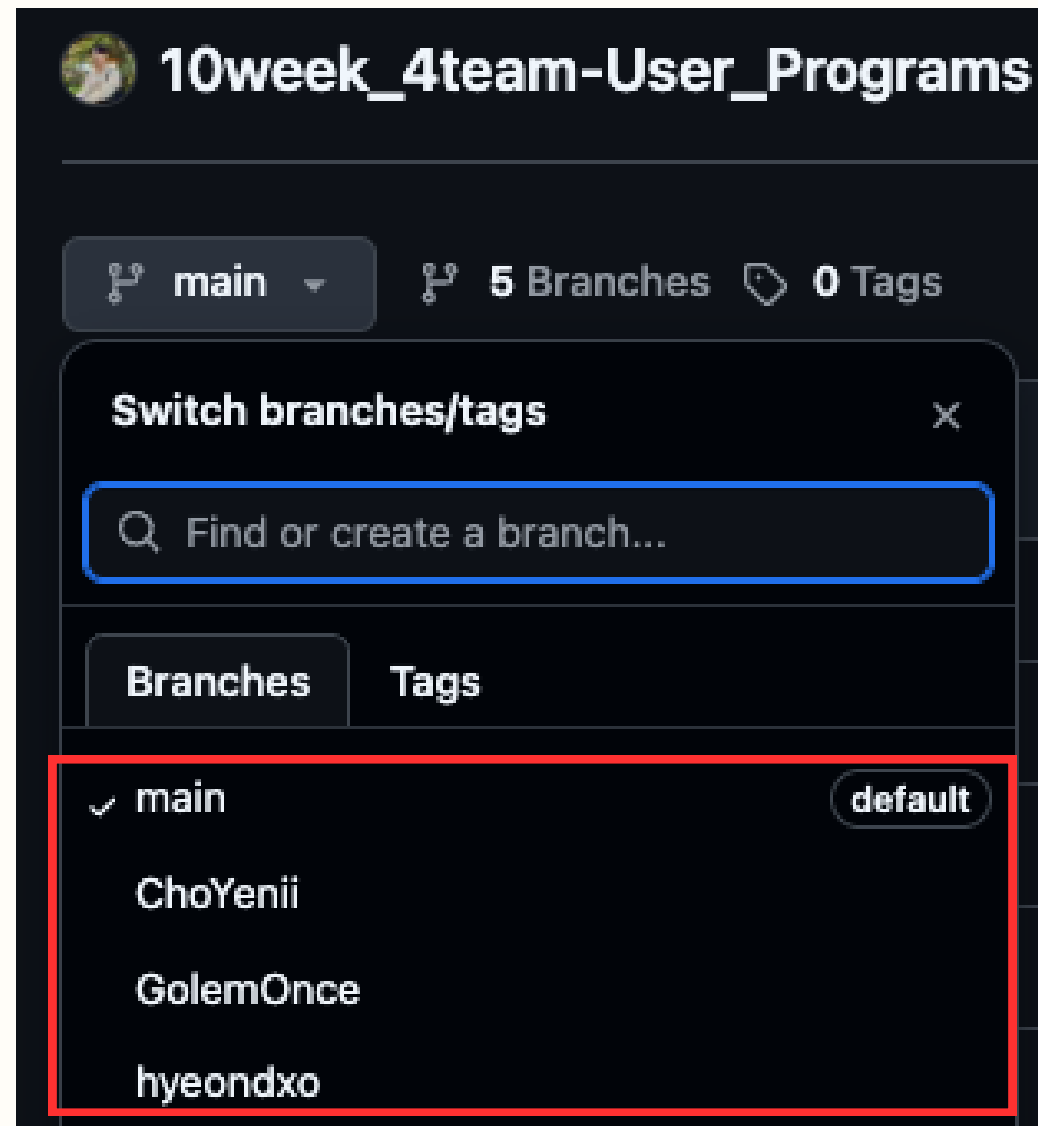 10week_4team-User_Programs
main 5 Branches 0 Tags
Switch branches/tags
Find or create a branch...
Branches Tags
main default
ChoYenii
GolemOnce
hyeondxo